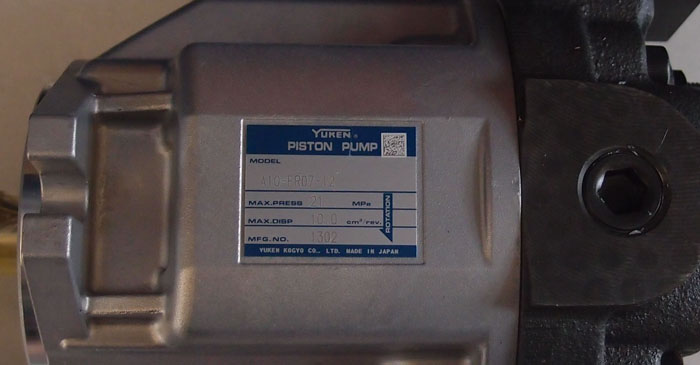 YUKEN ®
PISTON PUMP
MODEL
A10-FR07-12
MAX.PRESS 21 MPa
MAX.DISP 10.0 cm³/rev.
ROTATION
MFG.NO. 1302
YUKEN KOGYO CO., LTD. MADE IN JAPAN